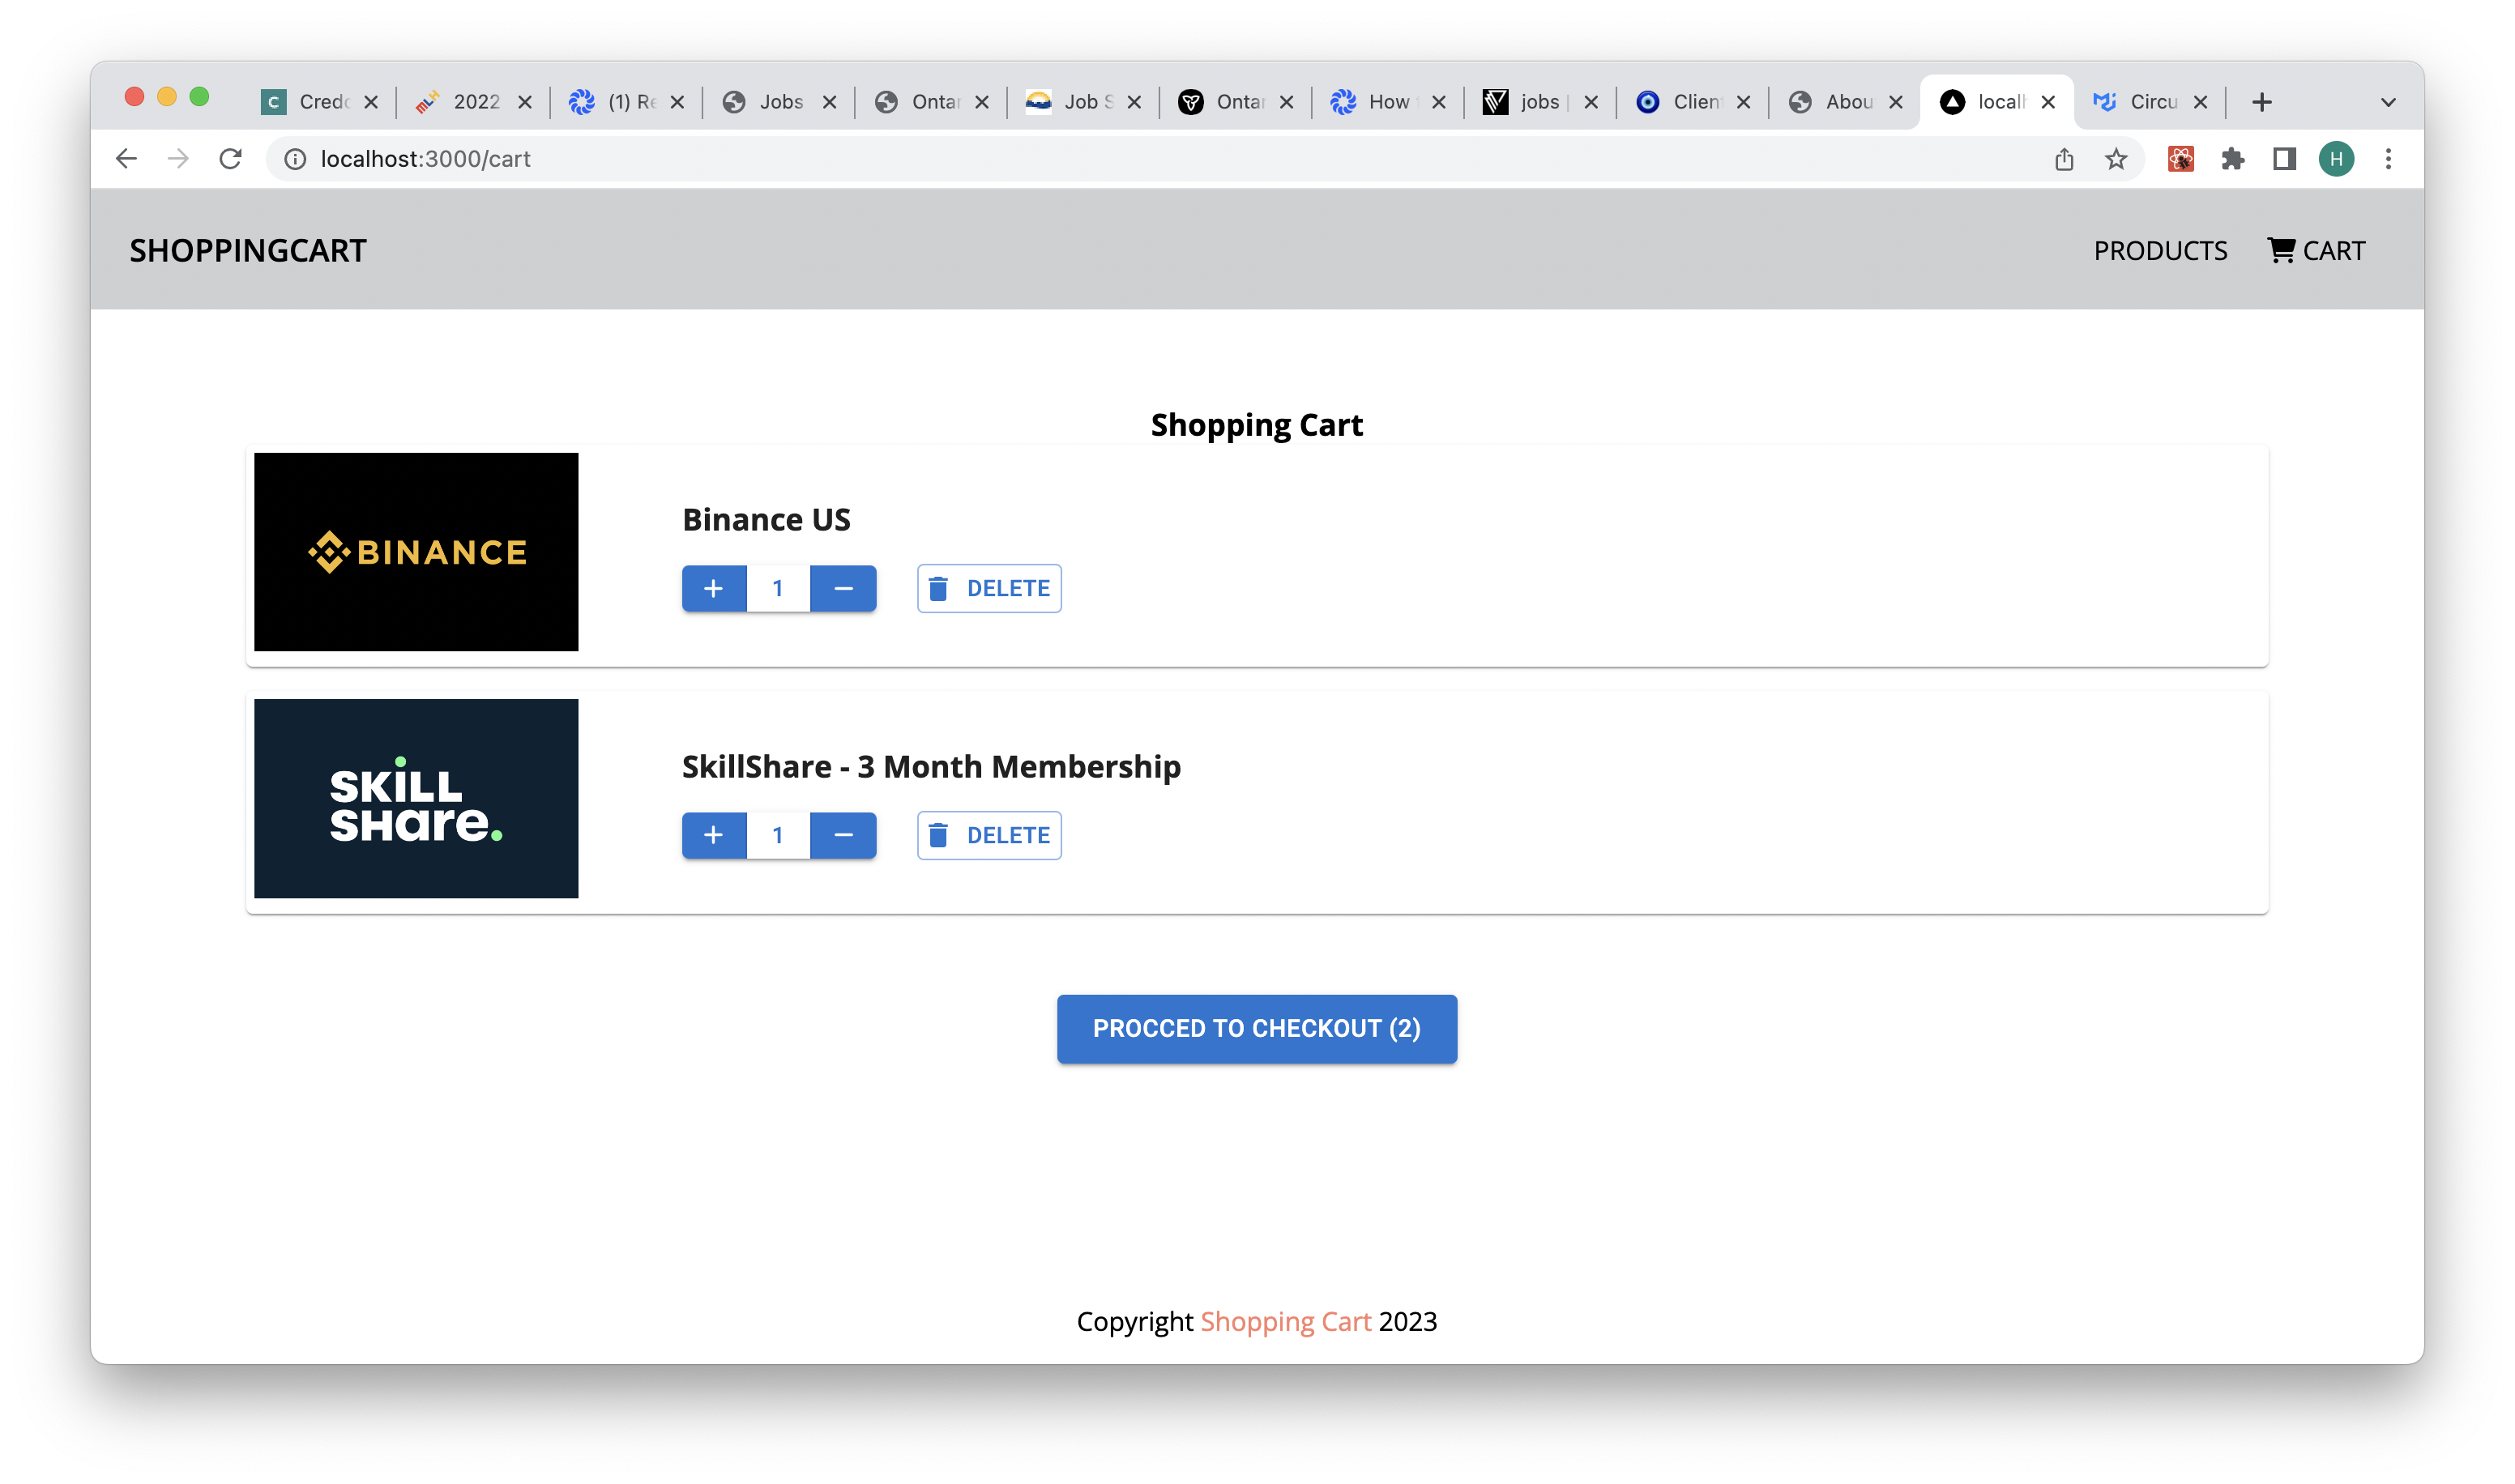 Cred 2022 (1) Re Jobs Ontar Job S Ontar How jobs Clien Abou local Circu
localhost:3000/cart H
SHOPPINGCART PRODUCTS CART
Shopping Cart
BINANCE
Binance US
+ 1 −
DELETE
SKiLL
SHare.
SkillShare - 3 Month Membership
+ 1 −
DELETE
PROCCED TO CHECKOUT (2)
Copyright Shopping Cart 2023